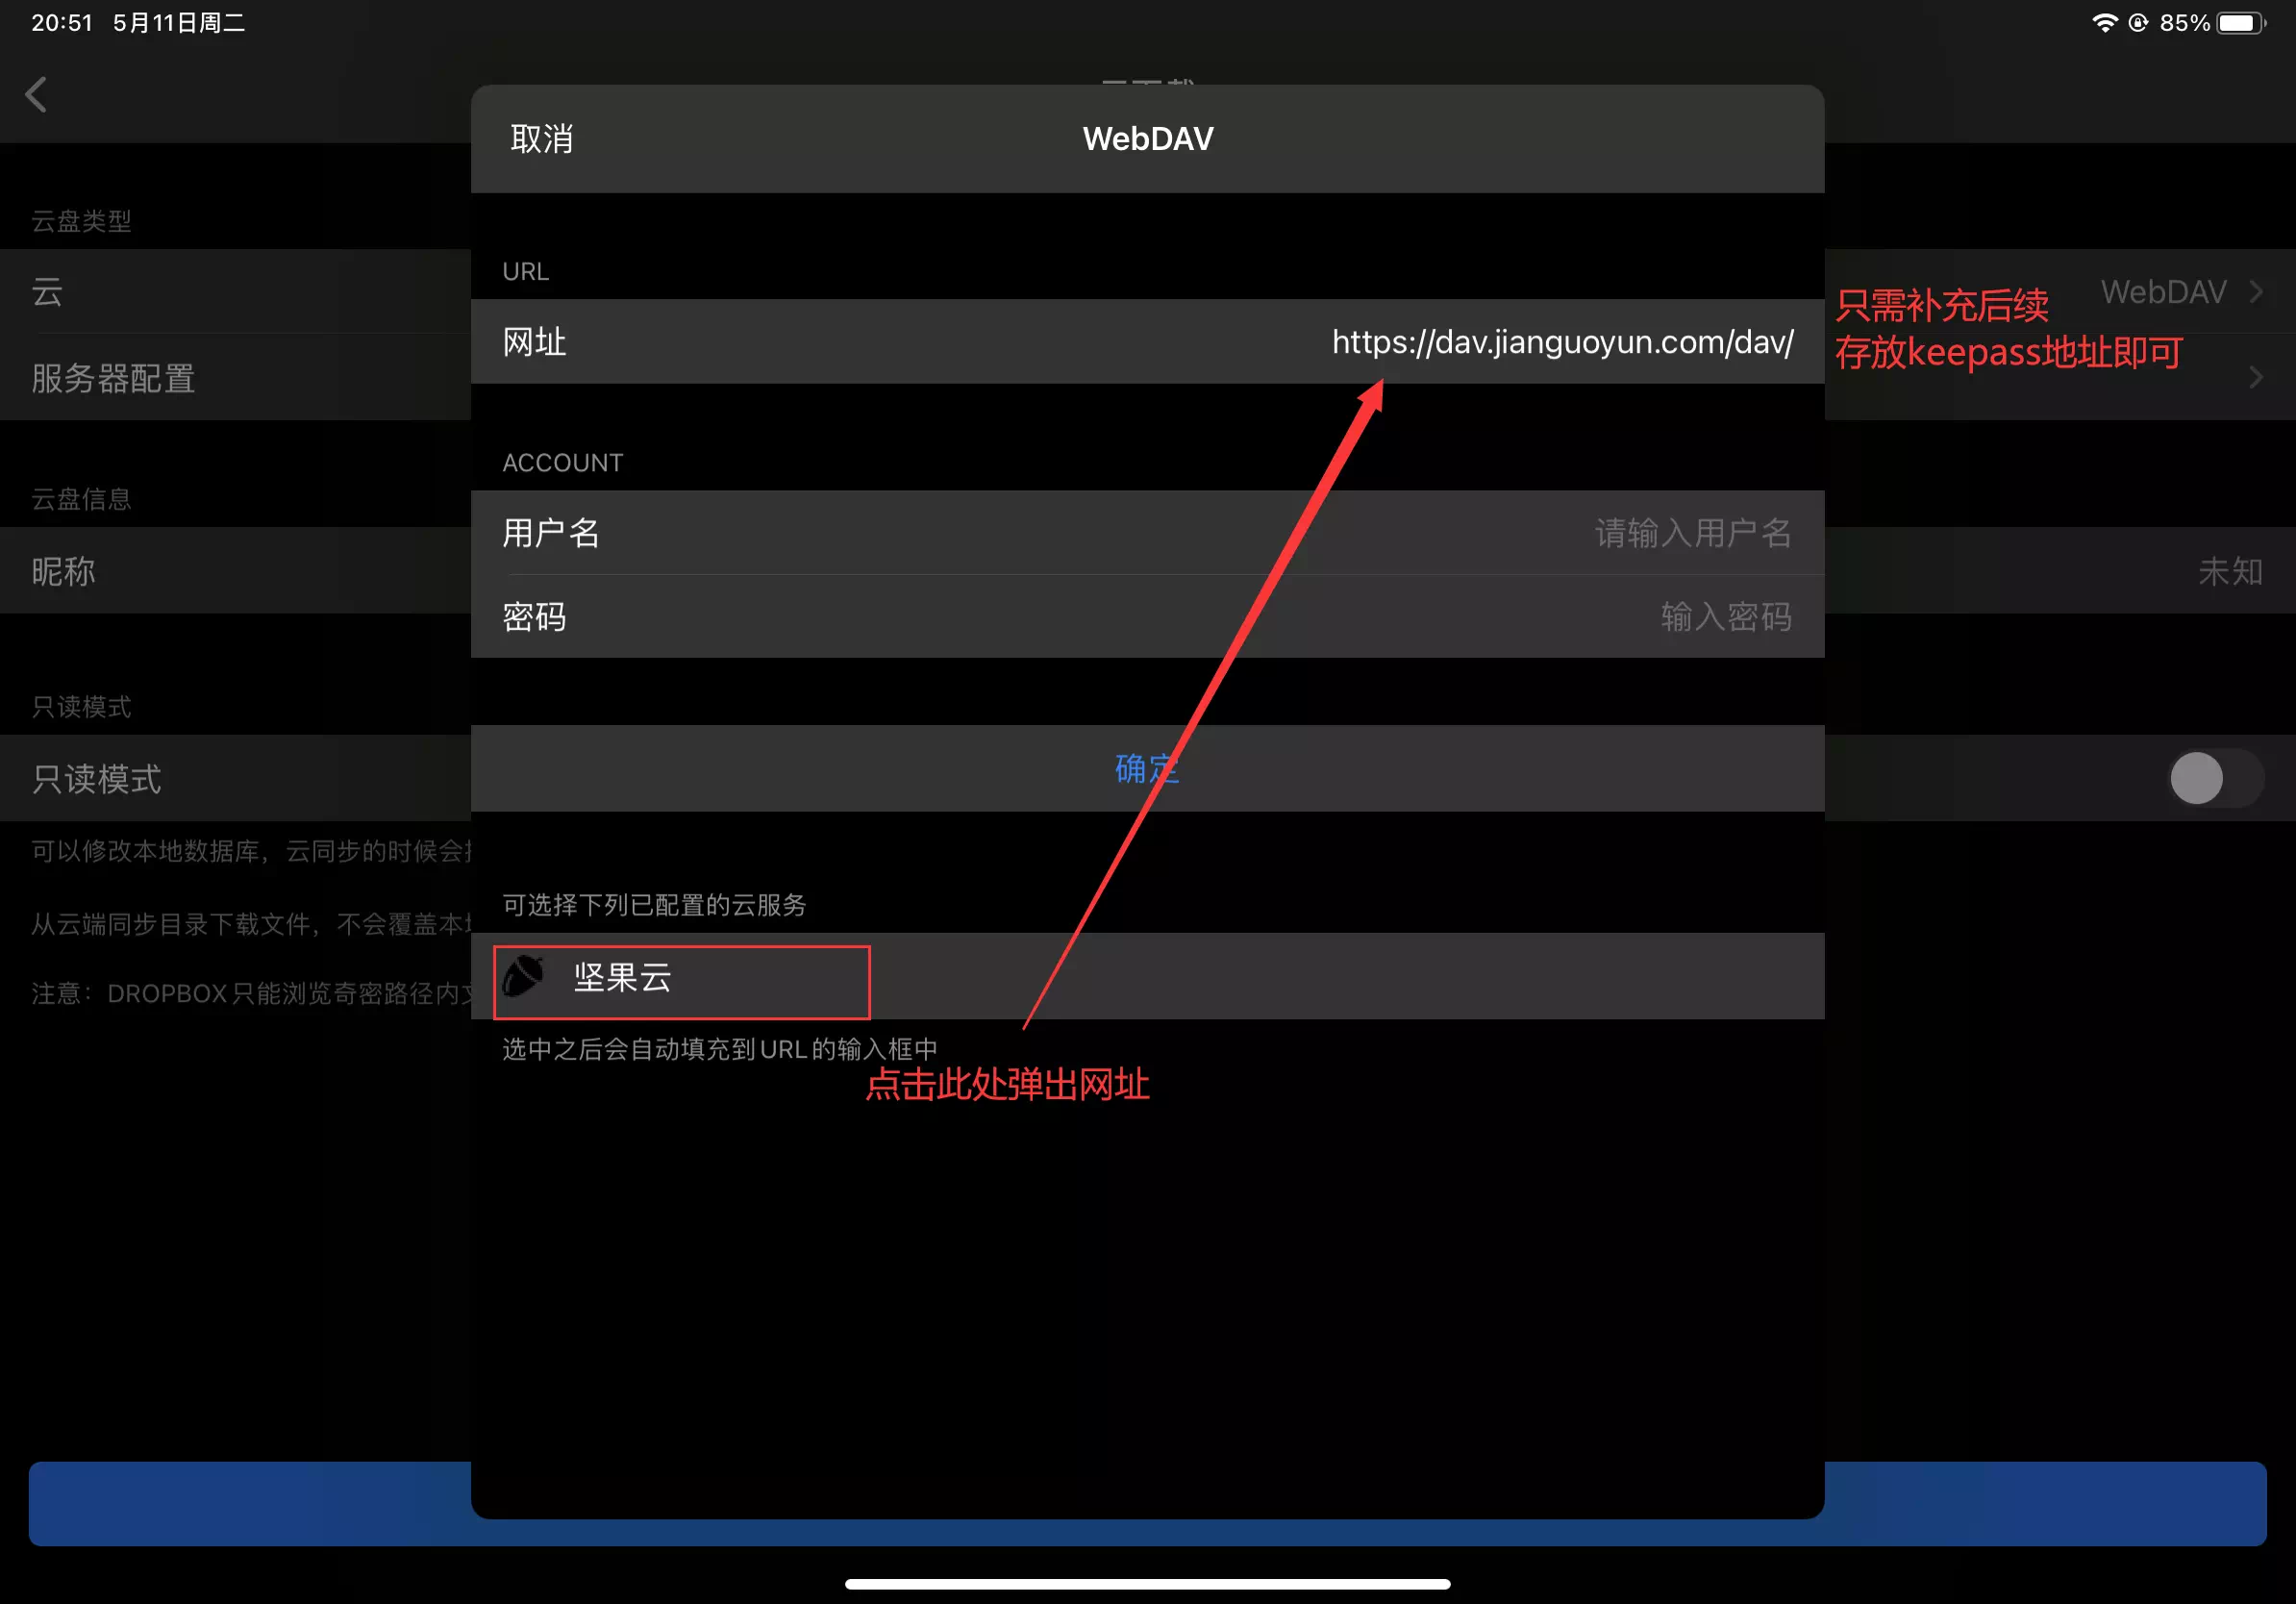 20:51 5月11日周二
85%
取消
WebDAV
云盘类型
URL
云
WebDAV
网址
https://dav.jianguoyun.com/dav/
只需补充后续
存放keepass地址即可
服务器配置
ACCOUNT
云盘信息
用户名
请输入用户名
昵称
未知
密码
输入密码
只读模式
只读模式
确定
可以修改本地数据库，云同步的时候会
可选择下列已配置的云服务
从云端同步目录下载文件，不会覆盖本
坚果云
注意：DROPBOX只能浏览奇密路径内
选中之后会自动填充到URL的输入框中
点击此处弹出网址